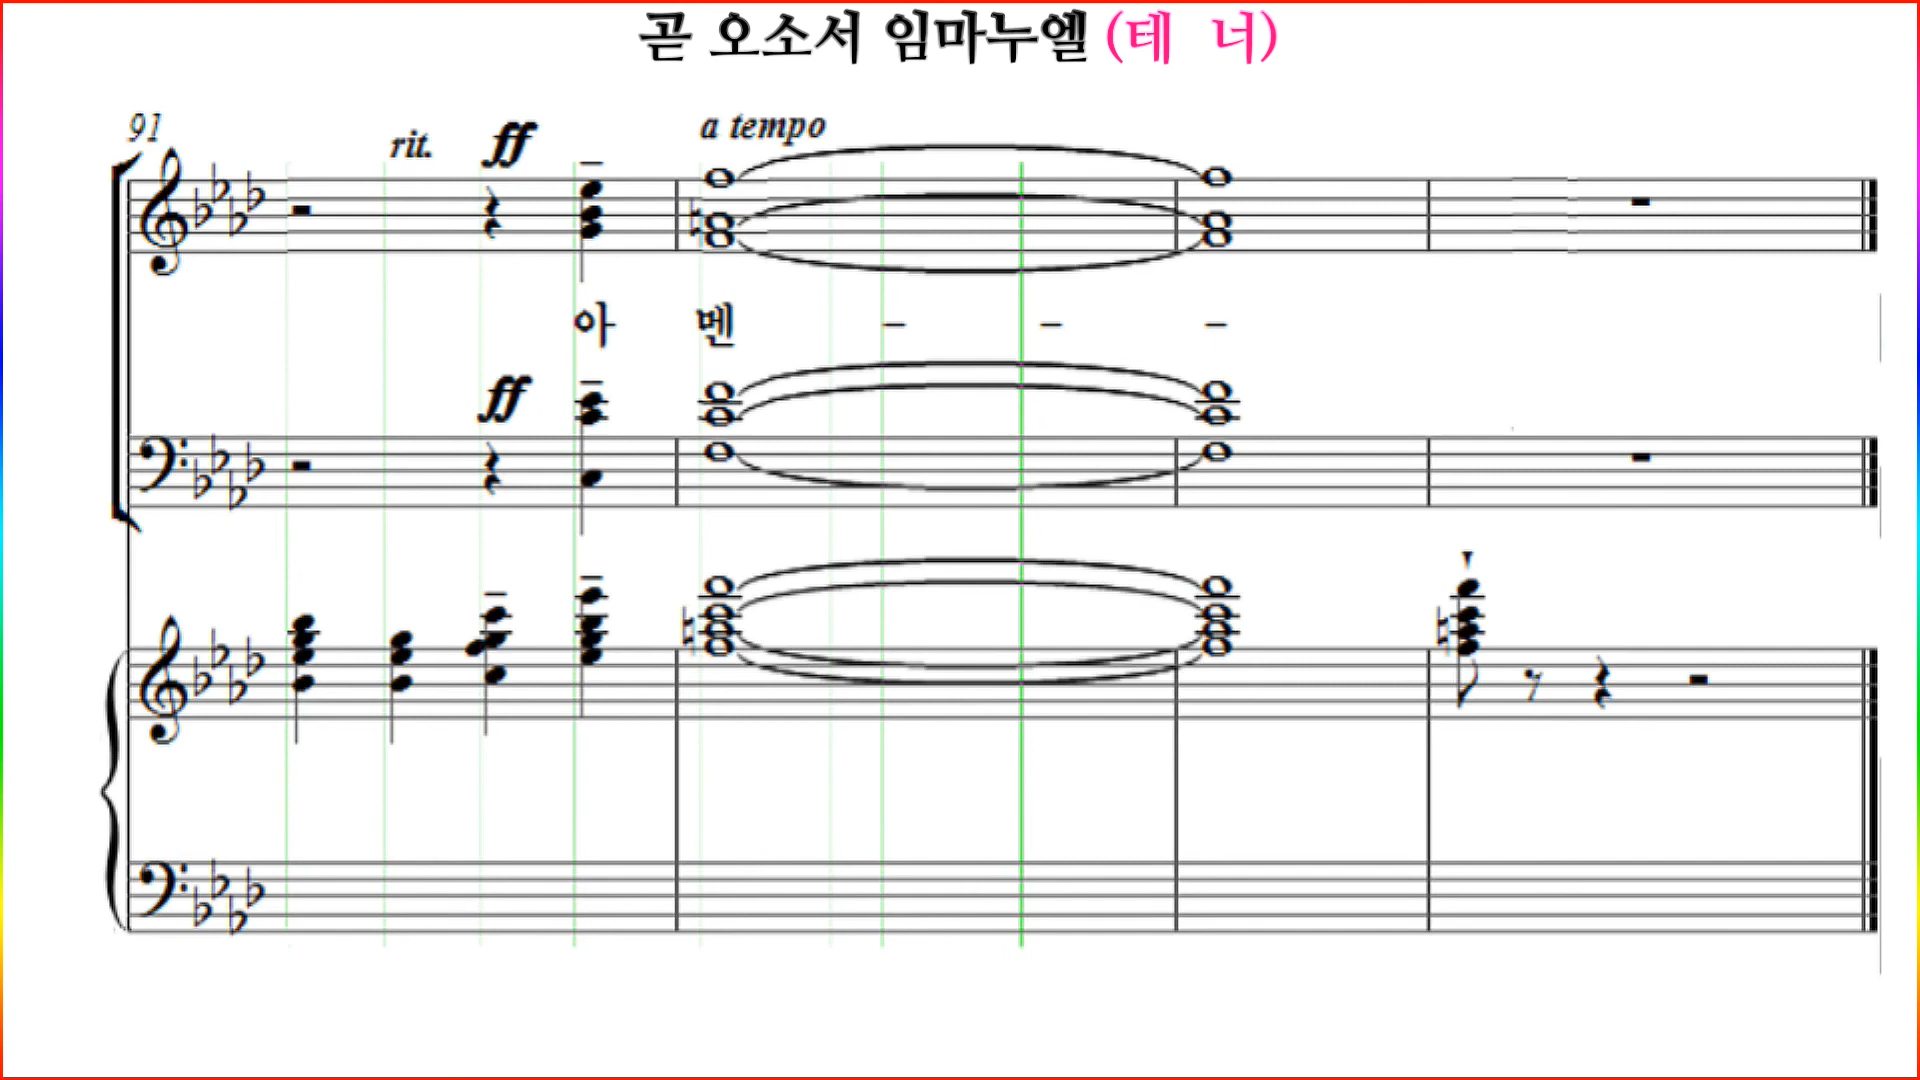 곧 오소서 임마누엘 (테 너)
91
rit. ff a tempo
아 멘 - - -
ff